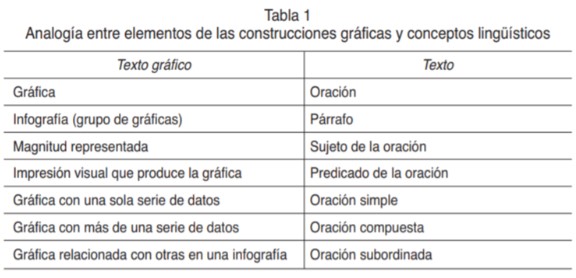 Tabla 1
Analogía entre elementos de las construcciones gráficas y conceptos lingüísticos
Texto gráfico Texto
Gráfica Oración
Infografía (grupo de gráficas) Párrafo
Magnitud representada Sujeto de la oración
Impresión visual que produce la gráfica Predicado de la oración
Gráfica con una sola serie de datos Oración simple
Gráfica con más de una serie de datos Oración compuesta
Gráfica relacionada con otras en una infografía Oración subordinada